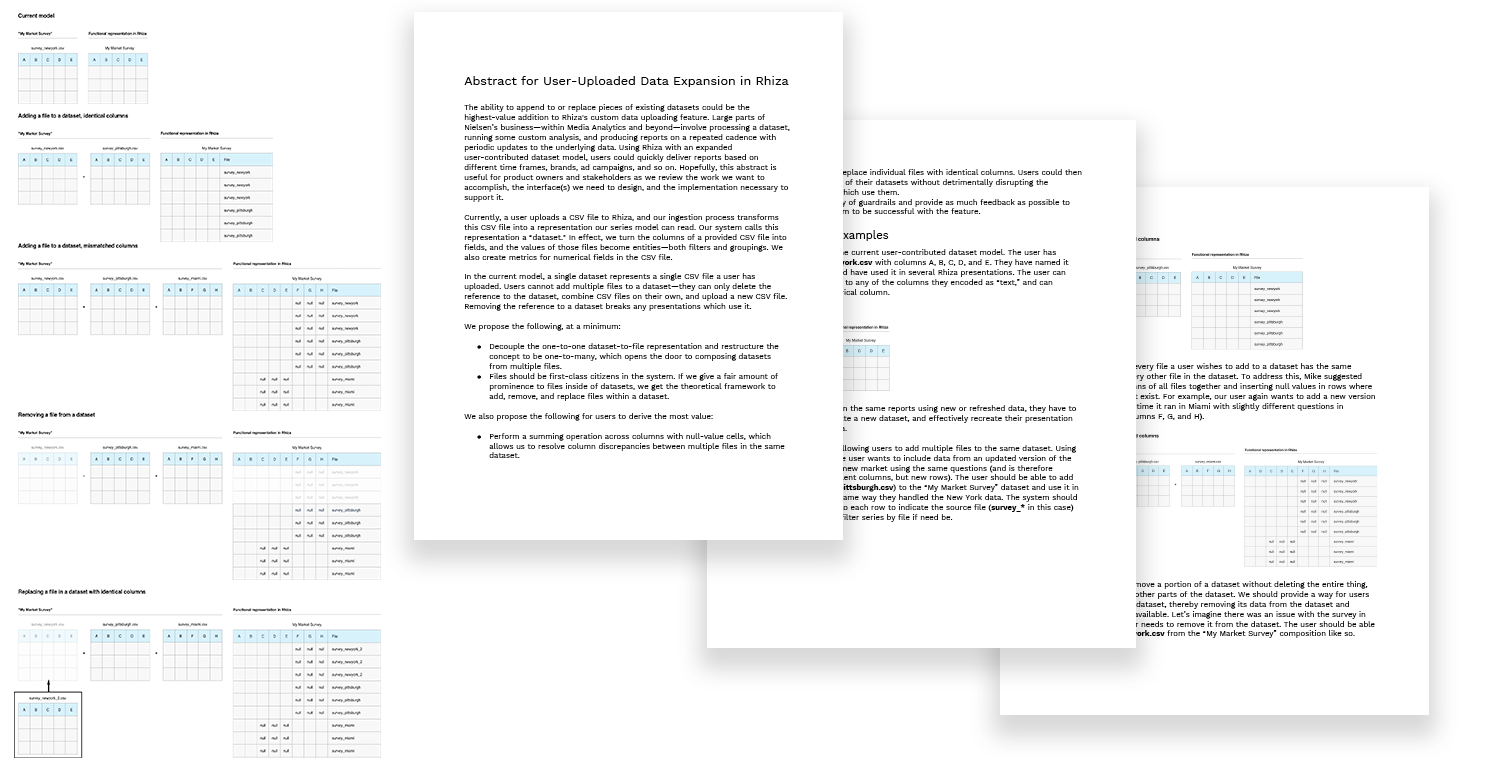 Current model
"My Market Survey"
Functional representation in Rhiza
survey_newyork.csv
My Market Survey
A B C D E
A B C D E
Adding a file to a dataset, identical columns
"My Market Survey"
Functional representation in Rhiza
survey_newyork.csv
survey_pittsburgh.csv
My Market Survey
A B C D E
A B C D E
A B C D E File
survey_newyork
survey_newyork
survey_newyork
survey_pittsburgh
survey_pittsburgh
survey_pittsburgh
Adding a file to a dataset, mismatched columns
"My Market Survey"
Functional representation in Rhiza
survey_newyork.csv
survey_pittsburgh.csv
survey_miami.csv
My Market Survey
A B C D E
A B C D E
A B F G H
A B C D E F G H File
null null null survey_newyork
null null null survey_newyork
null null null survey_newyork
null null null survey_pittsburgh
null null null survey_pittsburgh
null null null survey_pittsburgh
null null null survey_miami
null null null survey_miami
null null null survey_miami
Removing a file from a dataset
"My Market Survey"
Functional representation in Rhiza
survey_newyork.csv
survey_pittsburgh.csv
survey_miami.csv
My Market Survey
A B C D E
A B C D E
A B F G H
A B C D E F G H File
null null null survey_newyork
null null null survey_newyork
null null null survey_newyork
null null null survey_pittsburgh
null null null survey_pittsburgh
null null null survey_pittsburgh
null null null survey_miami
null null null survey_miami
null null null survey_miami
Replacing a file in a dataset with identical columns
"My Market Survey"
Functional representation in Rhiza
survey_newyork.csv
survey_pittsburgh.csv
survey_miami.csv
My Market Survey
A B C D E
A B C D E
A B F G H
A B C D E F G H File
null null null survey_newyork_2
null null null survey_newyork_2
null null null survey_newyork_2
null null null survey_pittsburgh
null null null survey_pittsburgh
null null null survey_pittsburgh
null null null survey_miami
null null null survey_miami
null null null survey_miami
survey_newyork_2.csv
A B C D E
Abstract for User-Uploaded Data Expansion in Rhiza
The ability to append to or replace pieces of existing datasets could be the
highest-value addition to Rhiza's custom data uploading feature. Large parts of
Nielsen's business—within Media Analytics and beyond—involve processing a dataset,
running some custom analysis, and producing reports on a repeated cadence with
periodic updates to the underlying data. Using Rhiza with an expanded
user-contributed dataset model, users could quickly deliver reports based on
different time frames, brands, ad campaigns, and so on. Hopefully, this abstract is
useful for product owners and stakeholders as we review the work we want to
accomplish, the interface(s) we need to design, and the implementation necessary to
support it.
Currently, a user uploads a CSV file to Rhiza, and our ingestion process transforms
this CSV file into a representation our series model can read. Our system calls this
representation a "dataset." In effect, we turn the columns of a provided CSV file into
fields, and the values of those files become entities—both filters and groupings. We
also create metrics for numerical fields in the CSV file.
In the current model, a single dataset represents a single CSV file a user has
uploaded. Users cannot add multiple files to a dataset—they can only delete the
reference to the dataset, combine CSV files on their own, and upload a new CSV file.
Removing the reference to a dataset breaks any presentations which use it.
We propose the following, at a minimum:
● Decouple the one-to-one dataset-to-file representation and restructure the
concept to be one-to-many, which opens the door to composing datasets
from multiple files.
● Files should be first-class citizens in the system. If we give a fair amount of
prominence to files inside of datasets, we get the theoretical framework to
add, remove, and replace files within a dataset.
We also propose the following for users to derive the most value:
● Perform a summing operation across columns with null-value cells, which
allows us to resolve column discrepancies between multiple files in the same
dataset.
eplace individual files with identical columns. Users could then
of their datasets without detrimentally disrupting the
hich use them.
y of guardrails and provide as much feedback as possible to
m to be successful with the feature.
xamples
e current user-contributed dataset model. The user has
york.csv with columns A, B, C, D, and E. They have named it
d have used it in several Rhiza presentations. The user can
to any of the columns they encoded as "text," and can
ical column.
nal representation in Rhiza
My Market Survey
B C D E
n the same reports using new or refreshed data, they have to
te a new dataset, and effectively recreate their presentation
a.
llowing users to add multiple files to the same dataset. Using
e user wants to include data from an updated version of the
new market using the same questions (and is therefore
ent columns, but new rows). The user should be able to add
ittsburgh.csv) to the "My Market Survey" dataset and use it in
ame way they handled the New York data. The system should
o each row to indicate the source file (survey_* in this case)
filter series by file if need be.
l columns
Functional representation in Rhiza
ey_pittsburgh.csv
My Market Survey
B C D E
A B C D E File
survey_newyork
survey_newyork
survey_newyork
survey_pittsburgh
survey_pittsburgh
survey_pittsburgh
every file a user wishes to add to a dataset has the same
ry other file in the dataset. To address this, Mike suggested
ns of all files together and inserting null values in rows where
t exist. For example, our user again wants to add a new version
time it ran in Miami with slightly different questions in
umns F, G, and H).
d columns
Functional representation in Rhiza
_pittsburgh.csv
survey_miami.csv
My Market Survey
C D E
A B F G H
A B C D E F G H File
null null null survey_newyork
null null null survey_newyork
null null null survey_newyork
null null null survey_pittsburgh
null null null survey_pittsburgh
null null null survey_pittsburgh
null null null survey_miami
null null null survey_miami
null null null survey_miami
move a portion of a dataset without deleting the entire thing,
other parts of the dataset. We should provide a way for users
dataset, thereby removing its data from the dataset and
available. Let's imagine there was an issue with the survey in
r needs to remove it from the dataset. The user should be able
ork.csv from the "My Market Survey" composition like so.